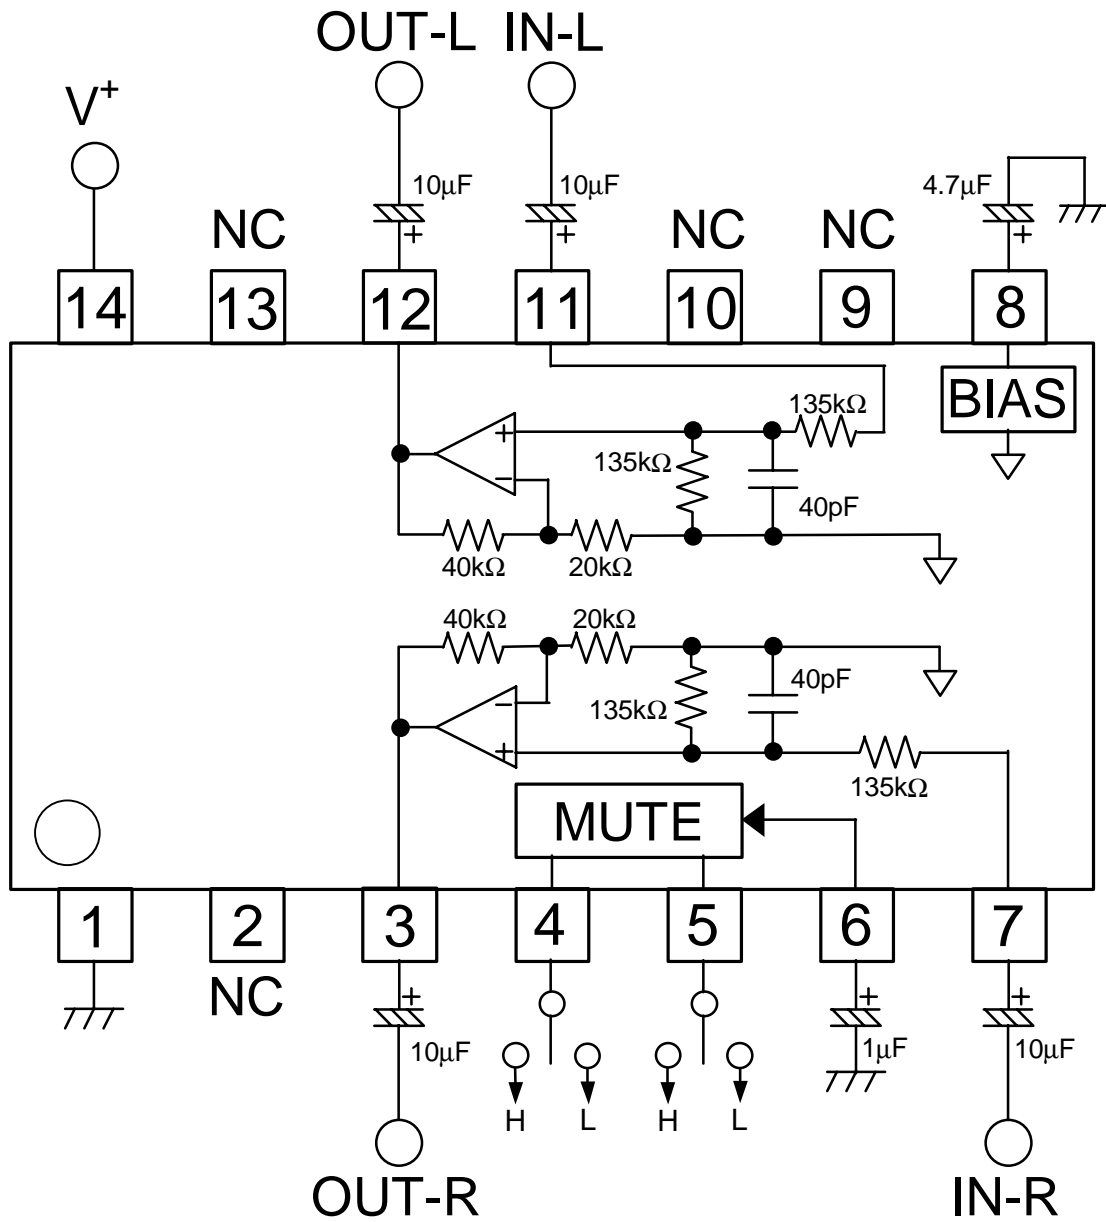 OUT-L IN-L
V+
10μF 10μF 4.7μF
+ + +
NC NC NC
14 13 12 11 10 9 8
BIAS
135kΩ
+
135kΩ
−
40pF
40kΩ 20kΩ
40kΩ 20kΩ
40pF
−
135kΩ
+
135kΩ
MUTE
1 2 3 4 5 6 7
NC
+ + +
10μF 1μF 10μF
H L H L
OUT-R IN-R